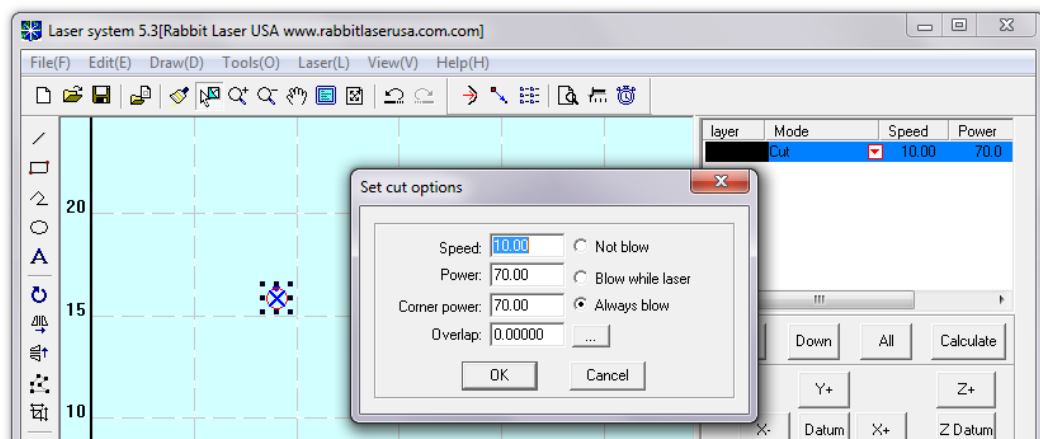 Laser system 5.3[Rabbit Laser USA www.rabbitlaserusa.com.com]
File(F) Edit(E) Draw(D) Tools(O) Laser(L) View(V) Help(H)
layer Mode Speed Power
Cut 10.00 70.0
Set cut options
20
Speed: 10.00 Not blow
Power: 70.00 Blow while laser
Corner power: 70.00 Always blow
15
Overlap: 0.00000 ...
Down All Calculate
OK Cancel
Y+ Z+
10
X- Datum X+ Z Datum
A